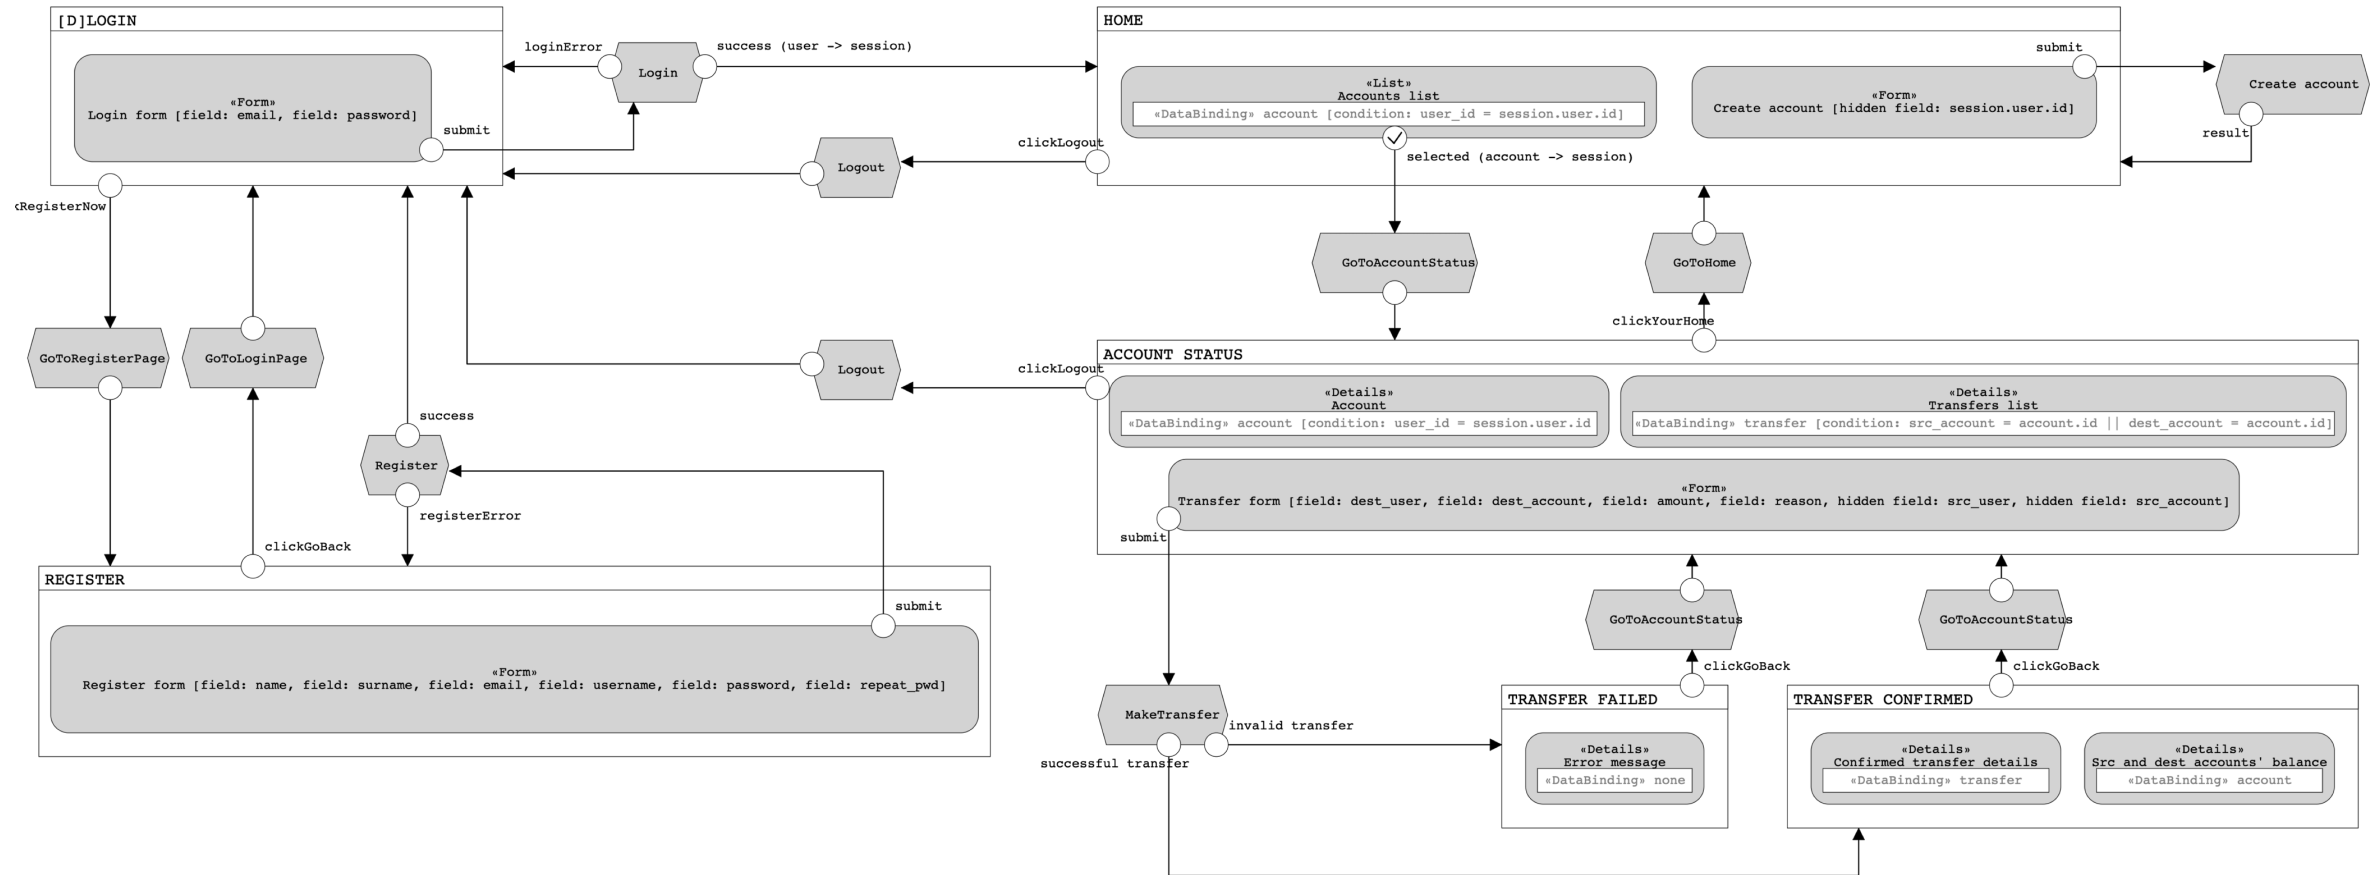 [D]LOGIN
«Form»
Login form [field: email, field: password]
submit
loginError
Login
success (user -> session)
HOME
«List»
Accounts list
«DataBinding» account [condition: user_id = session.user.id]
selected (account -> session)
«Form»
Create account [hidden field: session.user.id]
submit
Create account
result
clickLogout
Logout
kRegisterNow
GoToRegisterPage
GoToLoginPage
GoToAccountStatus
GoToHome
clickYourHome
clickLogout
Logout
ACCOUNT STATUS
«Details»
Account
«DataBinding» account [condition: user_id = session.user.id
«Details»
Transfers list
«DataBinding» transfer [condition: src_account = account.id || dest_account = account.id]
«Form»
Transfer form [field: dest_user, field: dest_account, field: amount, field: reason, hidden field: src_user, hidden field: src_account]
submit
success
Register
registerError
clickGoBack
REGISTER
submit
«Form»
Register form [field: name, field: surname, field: email, field: username, field: password, field: repeat_pwd]
GoToAccountStatus
GoToAccountStatus
clickGoBack
clickGoBack
MakeTransfer
invalid transfer
successful transfer
TRANSFER FAILED
«Details»
Error message
«DataBinding» none
TRANSFER CONFIRMED
«Details»
Confirmed transfer details
«DataBinding» transfer
«Details»
Src and dest accounts' balance
«DataBinding» account